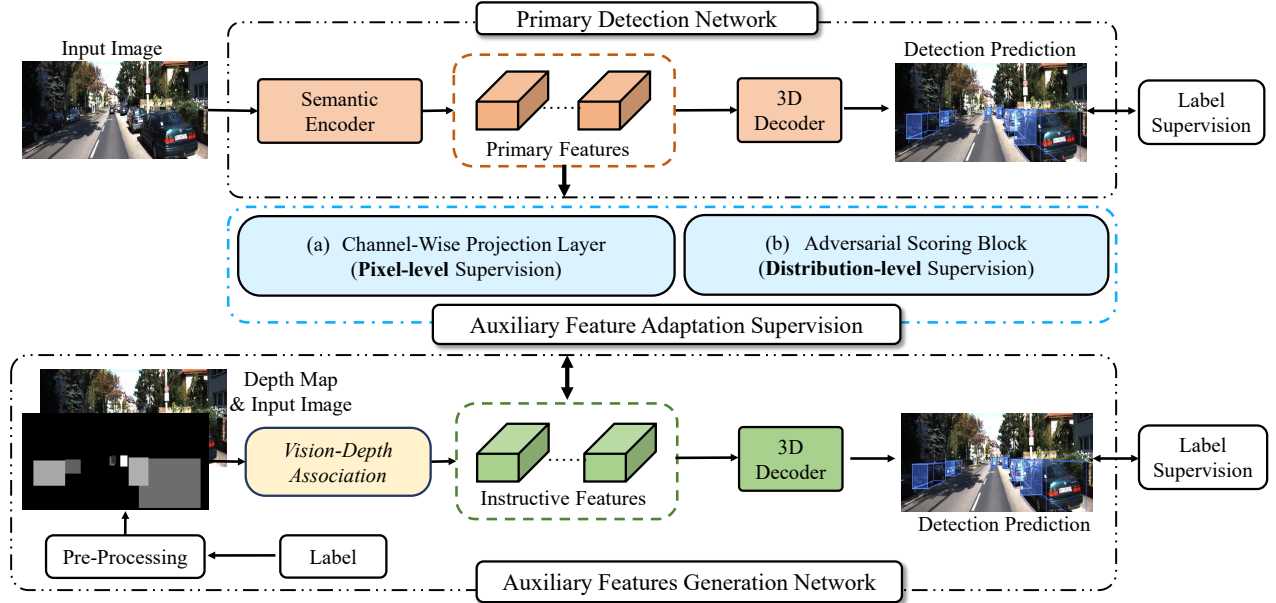 Primary Detection Network
Input Image
Semantic
Encoder
Primary Features
3D
Decoder
Detection Prediction
Label
Supervision
(a) Channel-Wise Projection Layer
(Pixel-level Supervision)
(b) Adversarial Scoring Block
(Distribution-level Supervision)
Auxiliary Feature Adaptation Supervision
Depth Map
& Input Image
Vision-Depth
Association
Instructive Features
3D
Decoder
Detection Prediction
Label
Supervision
Pre-Processing
Label
Auxiliary Features Generation Network